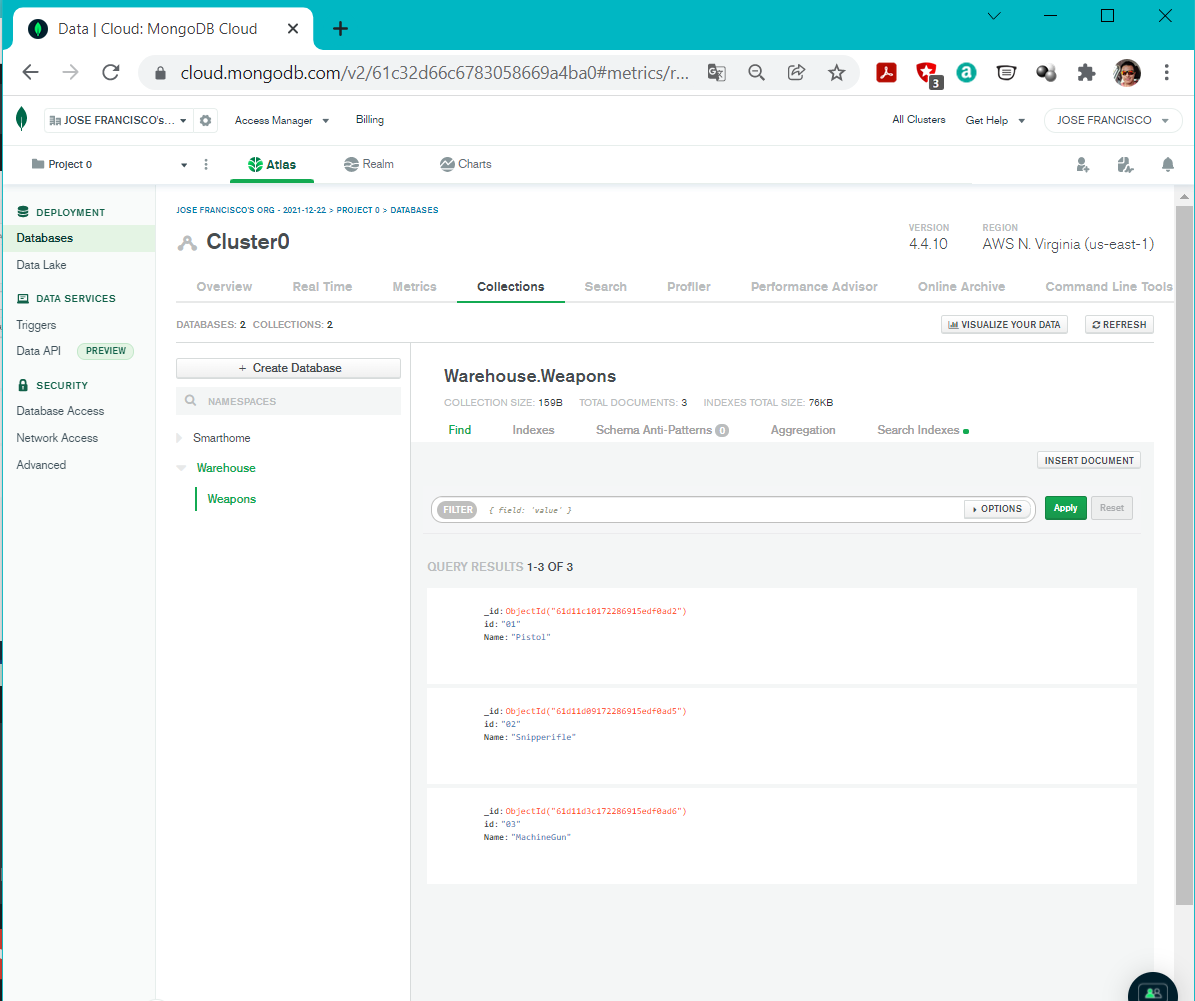 Data | Cloud: MongoDB Cloud
cloud.mongodb.com/v2/61c32d66c6783058669a4ba0#metrics/r...
3
JOSE FRANCISCO's... Access Manager Billing All Clusters Get Help JOSE FRANCISCO
Project 0 Atlas Realm Charts
DEPLOYMENT
Databases
Data Lake
DATA SERVICES
Triggers
Data API PREVIEW
SECURITY
Database Access
Network Access
Advanced
JOSE FRANCISCO'S ORG - 2021-12-22 > PROJECT 0 > DATABASES
Cluster0
VERSION REGION
4.4.10 AWS N. Virginia (us-east-1)
Overview Real Time Metrics Collections Search Profiler Performance Advisor Online Archive Command Line Tools
DATABASES: 2 COLLECTIONS: 2 VISUALIZE YOUR DATA REFRESH
+ Create Database
NAMESPACES
Smarthome
Warehouse
Weapons
Warehouse.Weapons
COLLECTION SIZE: 159B TOTAL DOCUMENTS: 3 INDEXES TOTAL SIZE: 76KB
Find Indexes Schema Anti-Patterns 0 Aggregation Search Indexes
INSERT DOCUMENT
FILTER { field: 'value' } OPTIONS Apply Reset
QUERY RESULTS 1-3 OF 3
_id: ObjectId("61d11c10172286915edf0ad2")
id: "01"
Name: "Pistol"
_id: ObjectId("61d11d09172286915edf0ad5")
id: "02"
Name: "Snipperifle"
_id: ObjectId("61d11d3c172286915edf0ad6")
id: "03"
Name: "MachineGun"